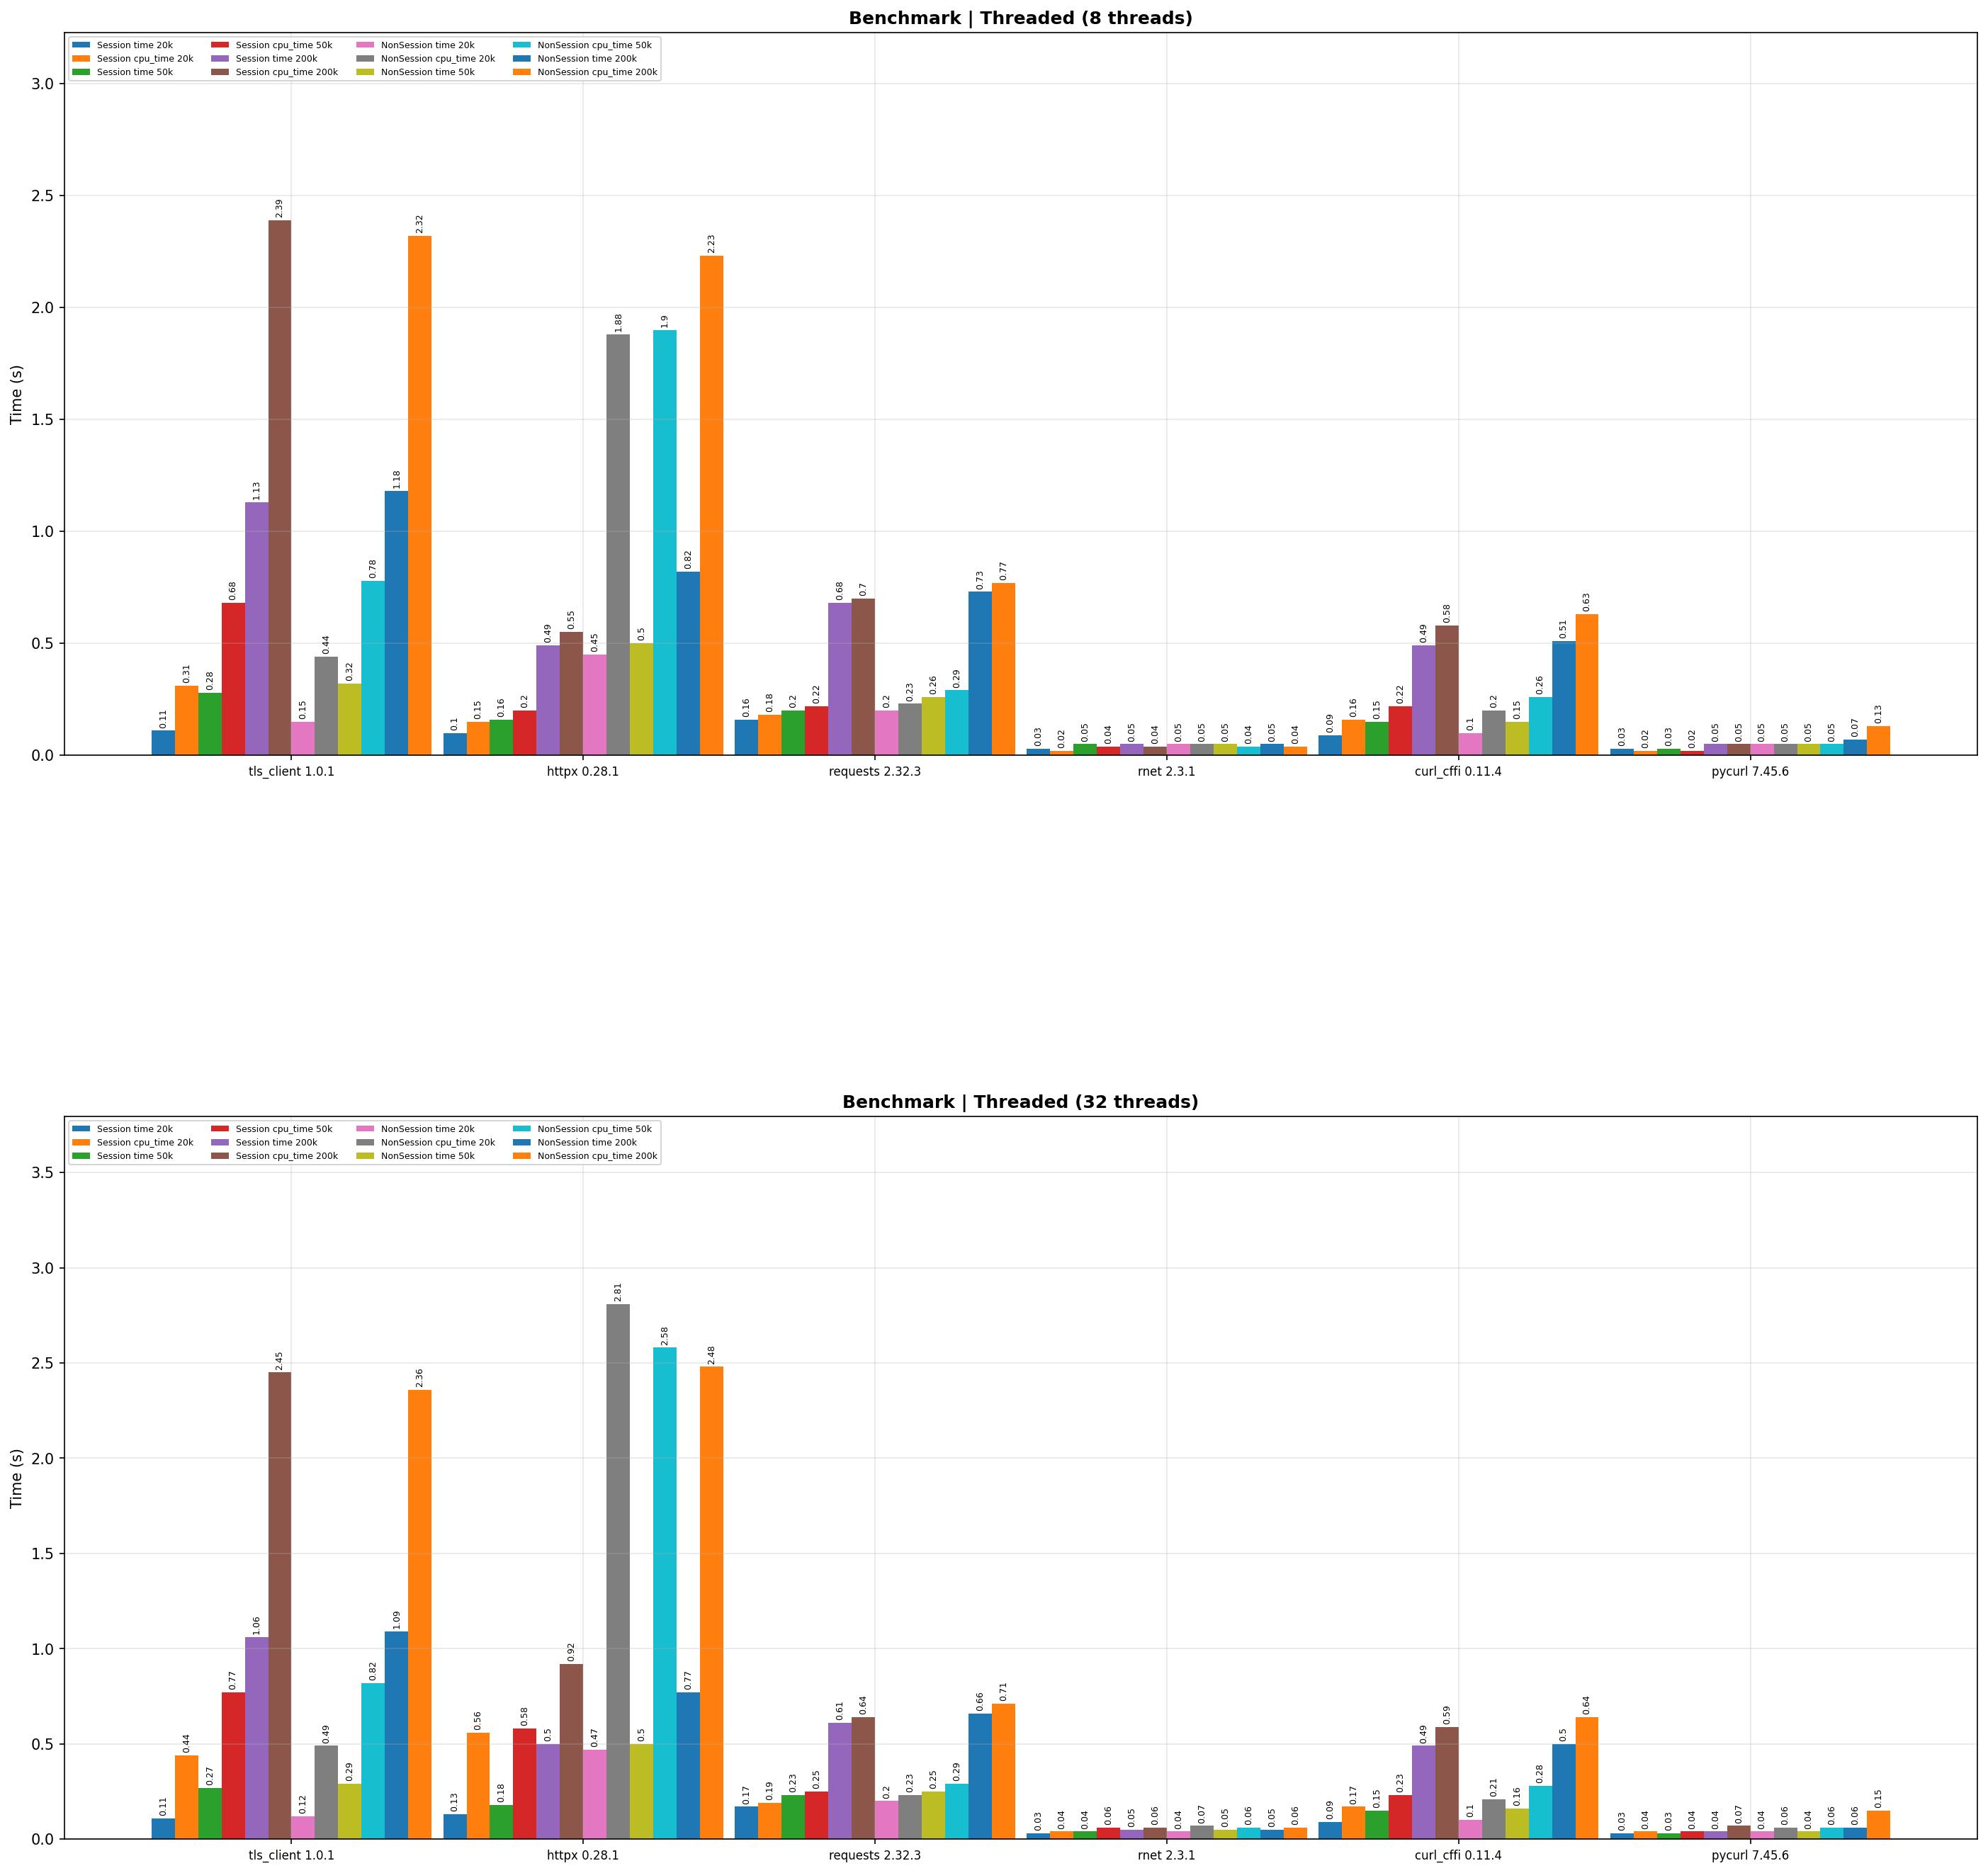 Benchmark | Threaded (8 threads)
Session time 20k Session cpu_time 50k NonSession time 20k NonSession cpu_time 50k
Session cpu_time 20k Session time 200k NonSession cpu_time 20k NonSession time 200k
Session time 50k Session cpu_time 200k NonSession time 50k NonSession cpu_time 200k
Time (s)
3.0
2.5
2.0
1.5
1.0
0.5
0.0
0.11 0.31 0.28 0.68 1.13 2.39 0.15 0.44 0.32 0.78 1.18 2.32
0.1 0.15 0.16 0.2 0.49 0.55 0.45 1.88 0.5 1.9 0.82 2.23
0.16 0.18 0.2 0.22 0.68 0.7 0.2 0.23 0.26 0.29 0.73 0.77
0.03 0.02 0.05 0.04 0.05 0.04 0.05 0.05 0.05 0.04 0.05 0.04
0.09 0.16 0.15 0.22 0.49 0.58 0.1 0.2 0.15 0.26 0.51 0.63
0.03 0.02 0.03 0.02 0.05 0.05 0.05 0.05 0.05 0.05 0.07 0.13
tls_client 1.0.1 httpx 0.28.1 requests 2.32.3 rnet 2.3.1 curl_cffi 0.11.4 pycurl 7.45.6
Benchmark | Threaded (32 threads)
Session time 20k Session cpu_time 50k NonSession time 20k NonSession cpu_time 50k
Session cpu_time 20k Session time 200k NonSession cpu_time 20k NonSession time 200k
Session time 50k Session cpu_time 200k NonSession time 50k NonSession cpu_time 200k
Time (s)
3.5
3.0
2.5
2.0
1.5
1.0
0.5
0.0
0.11 0.44 0.27 0.77 1.06 2.45 0.12 0.49 0.29 0.82 1.09 2.36
0.13 0.56 0.18 0.58 0.5 0.92 0.47 2.81 0.5 2.58 0.77 2.48
0.17 0.19 0.23 0.25 0.61 0.64 0.2 0.23 0.25 0.29 0.66 0.71
0.03 0.04 0.04 0.06 0.05 0.06 0.04 0.07 0.05 0.06 0.05 0.06
0.09 0.17 0.15 0.23 0.49 0.59 0.1 0.21 0.16 0.28 0.5 0.64
0.03 0.04 0.03 0.04 0.04 0.07 0.04 0.06 0.04 0.06 0.06 0.15
tls_client 1.0.1 httpx 0.28.1 requests 2.32.3 rnet 2.3.1 curl_cffi 0.11.4 pycurl 7.45.6